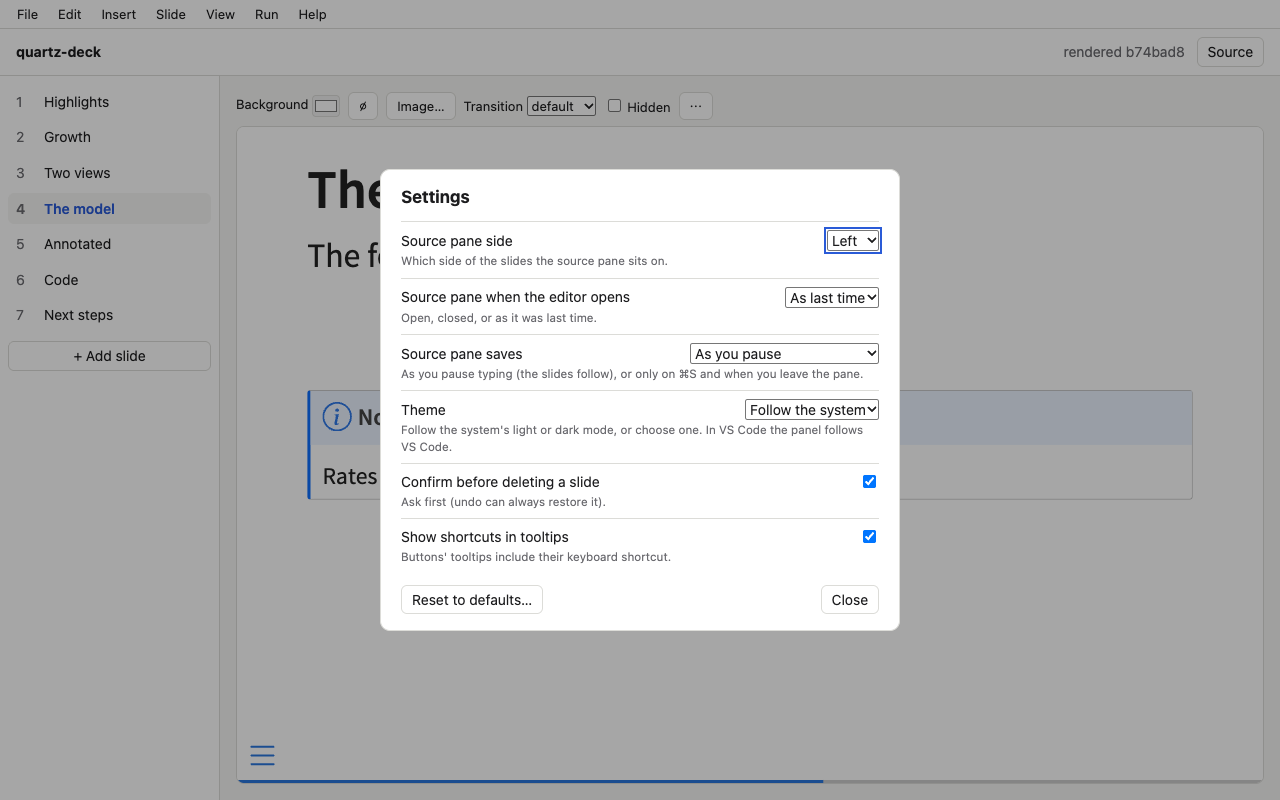 File Edit Insert Slide View Run Help
quartz-deck
rendered b74bad8
Source
1 Highlights
2 Growth
3 Two views
4 The model
5 Annotated
6 Code
7 Next steps
+ Add slide
Background
ø
Image...
Transition
default
Hidden
...
The
The
Rates
Settings
Source pane side
Left
Which side of the slides the source pane sits on.
Source pane when the editor opens
As last time
Open, closed, or as it was last time.
Source pane saves
As you pause
As you pause typing (the slides follow), or only on ⌘S and when you leave the pane.
Theme
Follow the system
Follow the system's light or dark mode, or choose one. In VS Code the panel follows
VS Code.
Confirm before deleting a slide
Ask first (undo can always restore it).
Show shortcuts in tooltips
Buttons' tooltips include their keyboard shortcut.
Reset to defaults...
Close